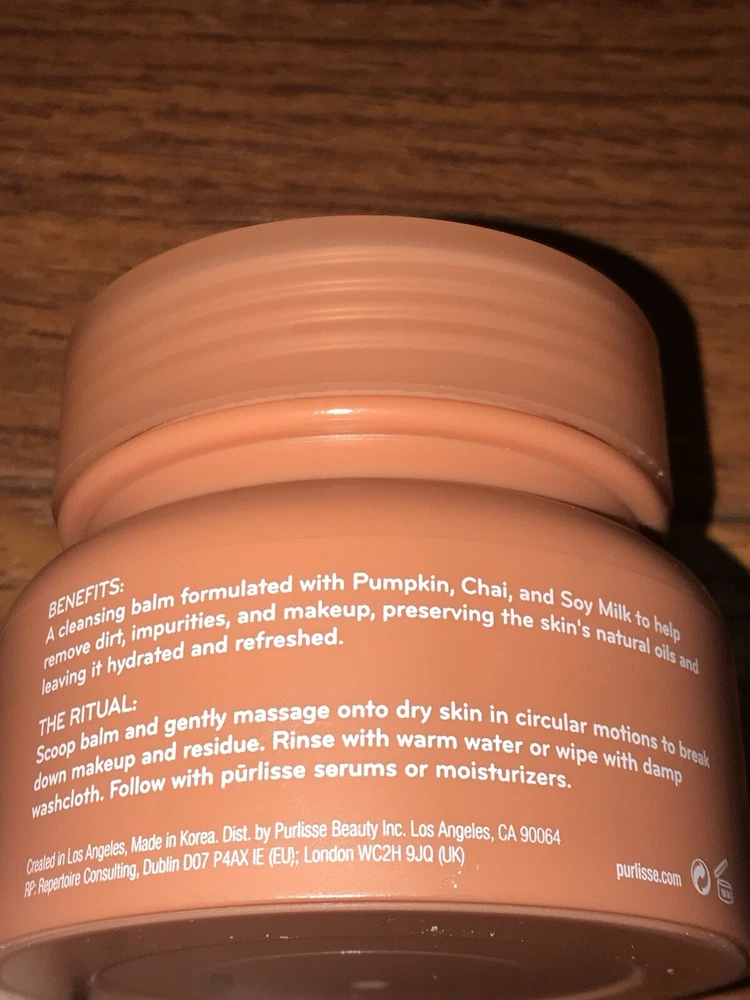 BENEFITS:
A cleansing balm formulated with Pumpkin, Chai, and Soy Milk to help
remove dirt, impurities, and makeup, preserving the skin's natural oils and
leaving it hydrated and refreshed.
THE RITUAL:
Scoop balm and gently massage onto dry skin in circular motions to break
down makeup and residue. Rinse with warm water or wipe with damp
washcloth. Follow with pūrlisse serums or moisturizers.
Created in Los Angeles, Made in Korea. Dist. by Purlisse Beauty Inc. Los Angeles, CA 90064
RP: Repertoire Consulting, Dublin D07 P4AX IE (EU); London WC2H 9JQ (UK)
purlisse.com